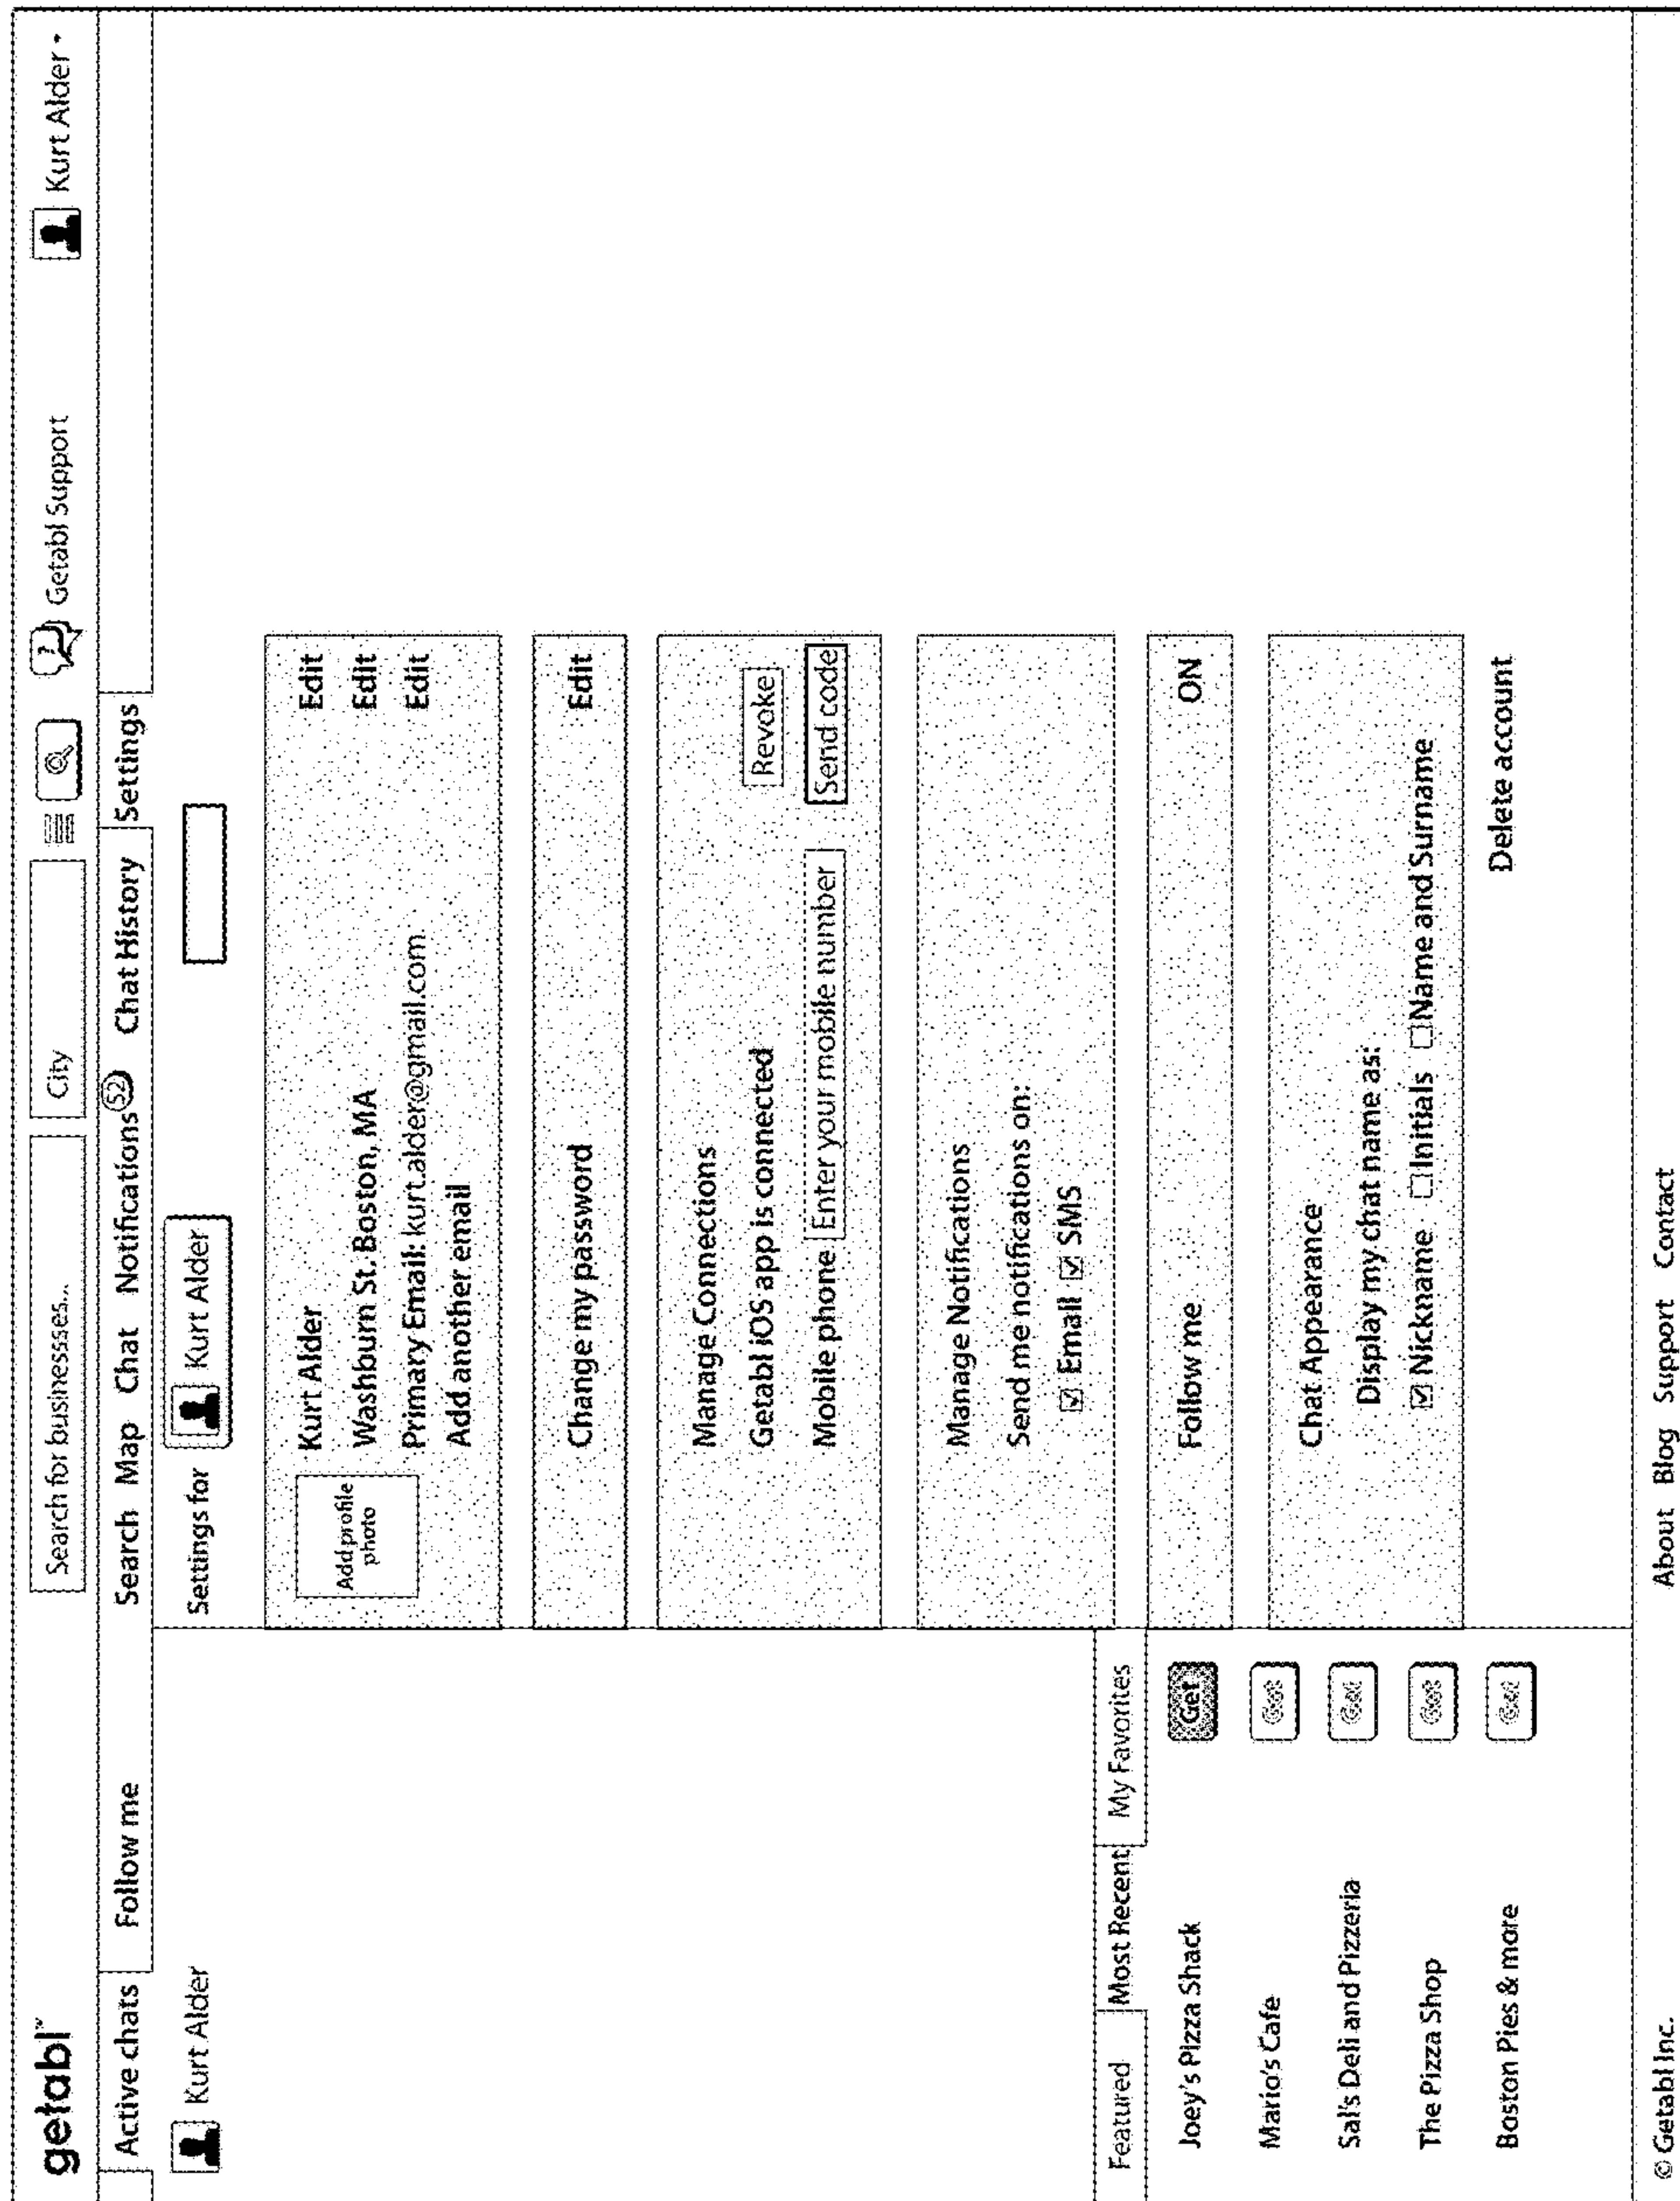 getabl™ Search for businesses... City Getabl Support Kurt Alder
Active chats Follow me Search Map Chat Notifications 52 Chat History Settings
Kurt Alder
Settings for Kurt Alder
Add profile
photo
Kurt Alder Edit
Washburn St. Boston, MA Edit
Primary Email: kurt.alder@gmail.com Edit
Add another email
Change my password Edit
Manage Connections
Getabl iOS app is connected Revoke
Mobile phone Enter your mobile number Send code
Manage Notifications
Send me notifications on:
☑ Email ☑ SMS
Follow me ON
Chat Appearance
Display my chat name as:
☑ Nickname ☐ Initials ☐ Name and Surname
Delete account
Featured Most Recent My Favorites
Joey's Pizza Shack Get
Mario's Cafe Get
Sal's Deli and Pizzeria Get
The Pizza Shop Get
Boston Pies & more Get
© Getabl Inc. About Blog Support Contact